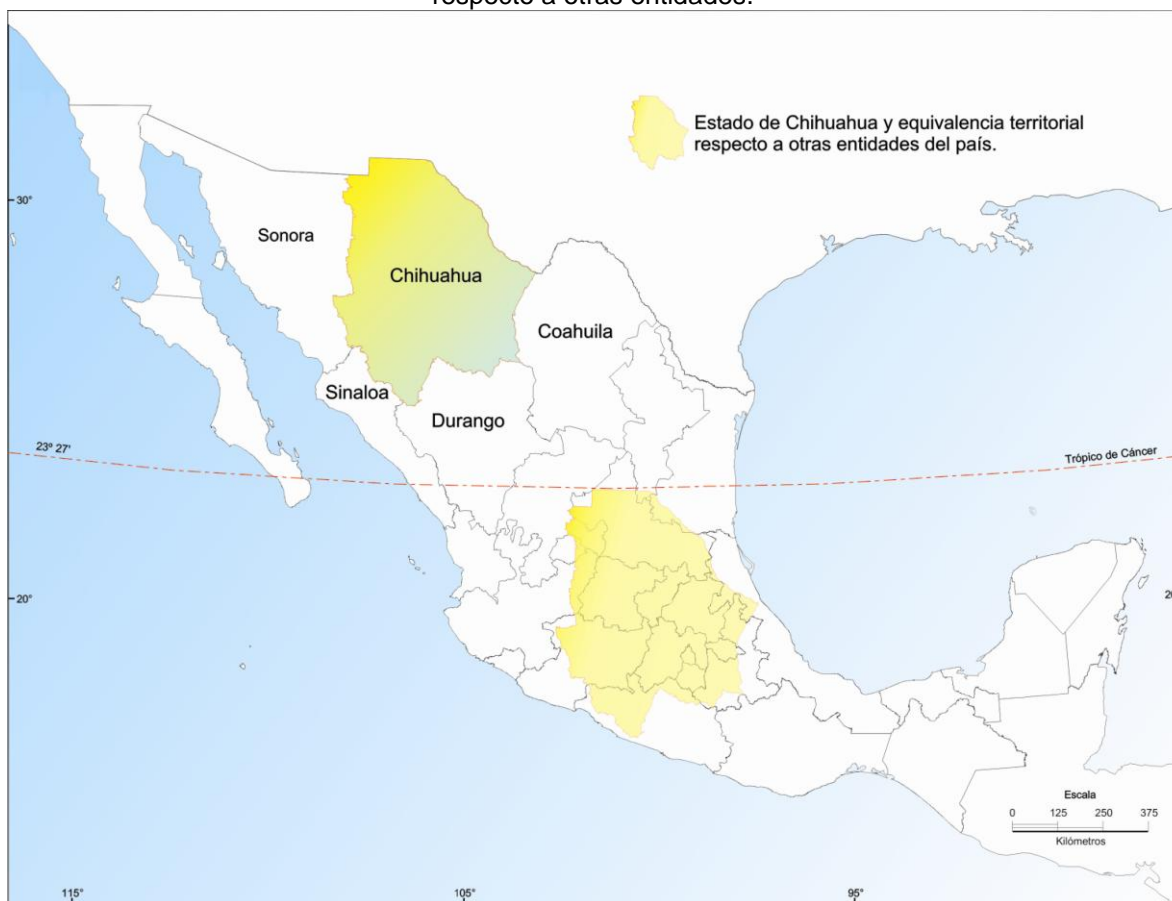 respecto a otras entidades.
Estado de Chihuahua y equivalencia territorial
respecto a otras entidades del país.
30°
Sonora
Chihuahua
Coahuila
Sinaloa
Durango
23° 27'
Trópico de Cáncer
20°
20
Escala
0 125 250 375
Kilómetros
115°
105°
95°